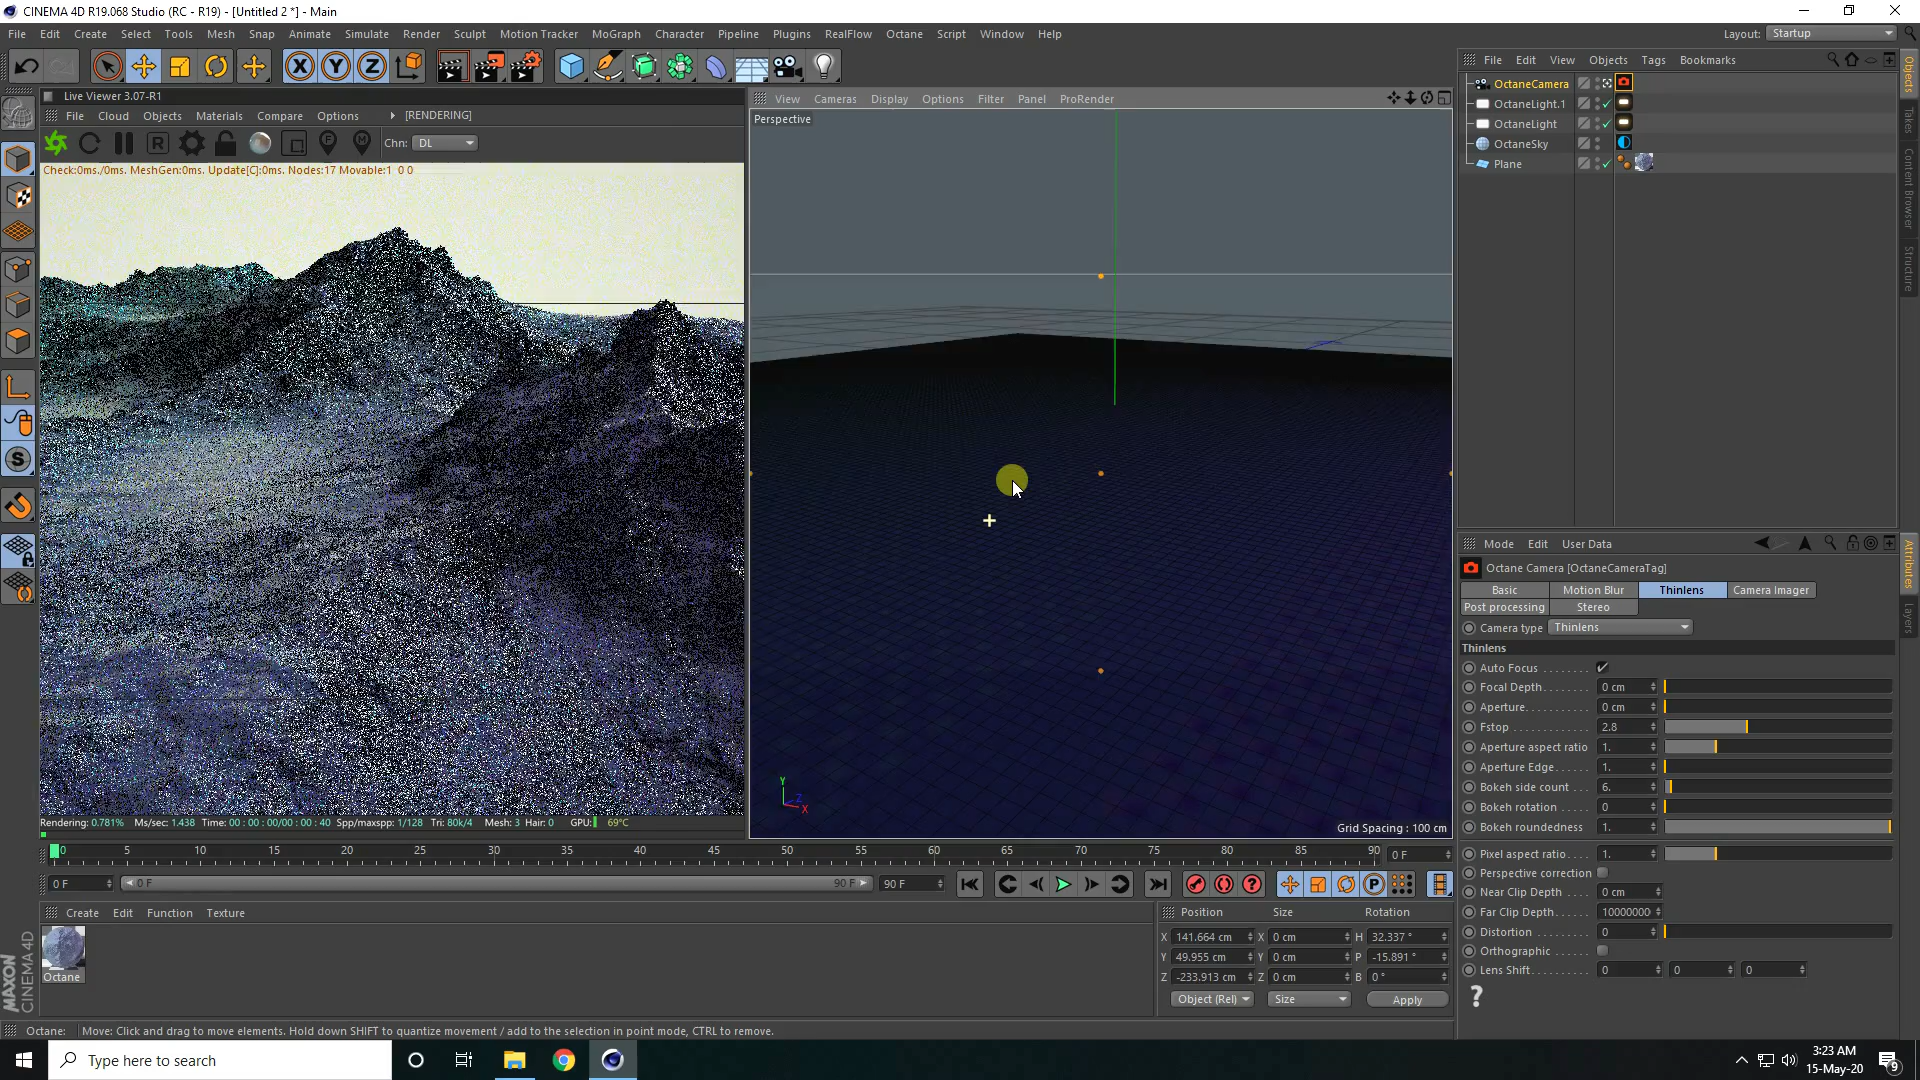 CINEMA 4D R19.068 Studio (RC - R19) - [Untitled 2 *] - Main
File Edit Create Select Tools Mesh Snap Animate Simulate Render Sculpt Motion Tracker MoGraph Character Pipeline Plugins RealFlow Octane Script Window Help
Layout: Startup
X Y Z
File Edit View Objects Tags Bookmarks
OctaneCamera
OctaneLight.1
OctaneLight
OctaneSky
Plane
Objects
Takes
Content Browser
Structure
Live Viewer 3.07-R1
File Cloud Objects Materials Compare Options [RENDERING]
R F M Chn: DL
Check:0ms./0ms. MeshGen:0ms. Update[C]:0ms. Nodes:17 Movable:1 0 0
Rendering: 0.781% Ms/sec: 1.438 Time: 00 : 00 : 00/00 : 00 : 40 Spp/maxspp: 1/128 Tri: 80k/4 Mesh: 3 Hair: 0 GPU: 69°C
View Cameras Display Options Filter Panel ProRender
Perspective
Y
Z
X
Grid Spacing : 100 cm
Mode Edit User Data
Octane Camera [OctaneCameraTag]
Basic Motion Blur Thinlens Camera Imager
Post processing Stereo
Camera type Thinlens
Thinlens
Auto Focus
Focal Depth 0 cm
Aperture 0 cm
Fstop 2.8
Aperture aspect ratio 1.
Aperture Edge 1.
Bokeh side count 6.
Bokeh rotation 0
Bokeh roundedness 1.
Pixel aspect ratio 1.
Perspective correction
Near Clip Depth 0 cm
Far Clip Depth 10000000
Distortion 0
Orthographic
Lens Shift 0 0 0
?
Attributes
Layers
S
0 5 10 15 20 25 30 35 40 45 50 55 60 65 70 75 80 85 90 0 F
0 F 0 F 90 F 90 F
P
Create Edit Function Texture
Octane
MAXON
CINEMA 4D
Position Size Rotation
X 141.664 cm X 0 cm H 32.337 °
Y 49.955 cm Y 0 cm P -15.891 °
Z -233.913 cm Z 0 cm B 0 °
Object (Rel) Size Apply
Octane: Move: Click and drag to move elements. Hold down SHIFT to quantize movement / add to the selection in point mode, CTRL to remove.
Type here to search
3:23 AM
15-May-20
9